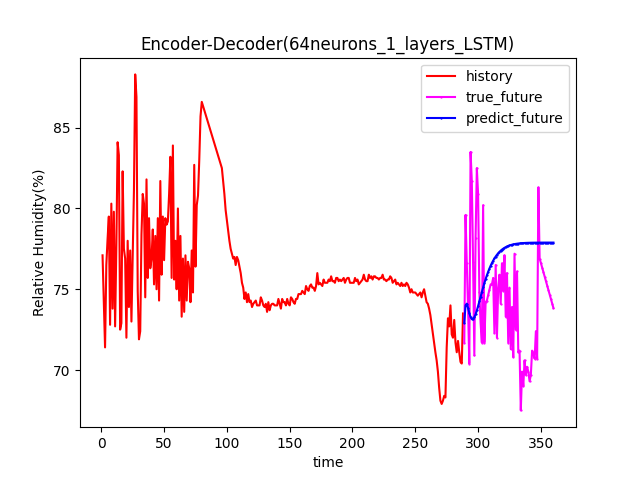 Encoder-Decoder(64neurons_1_layers_LSTM)
history
true_future
predict_future
Relative Humidity(%)
85
80
75
70
0 50 100 150 200 250 300 350
time